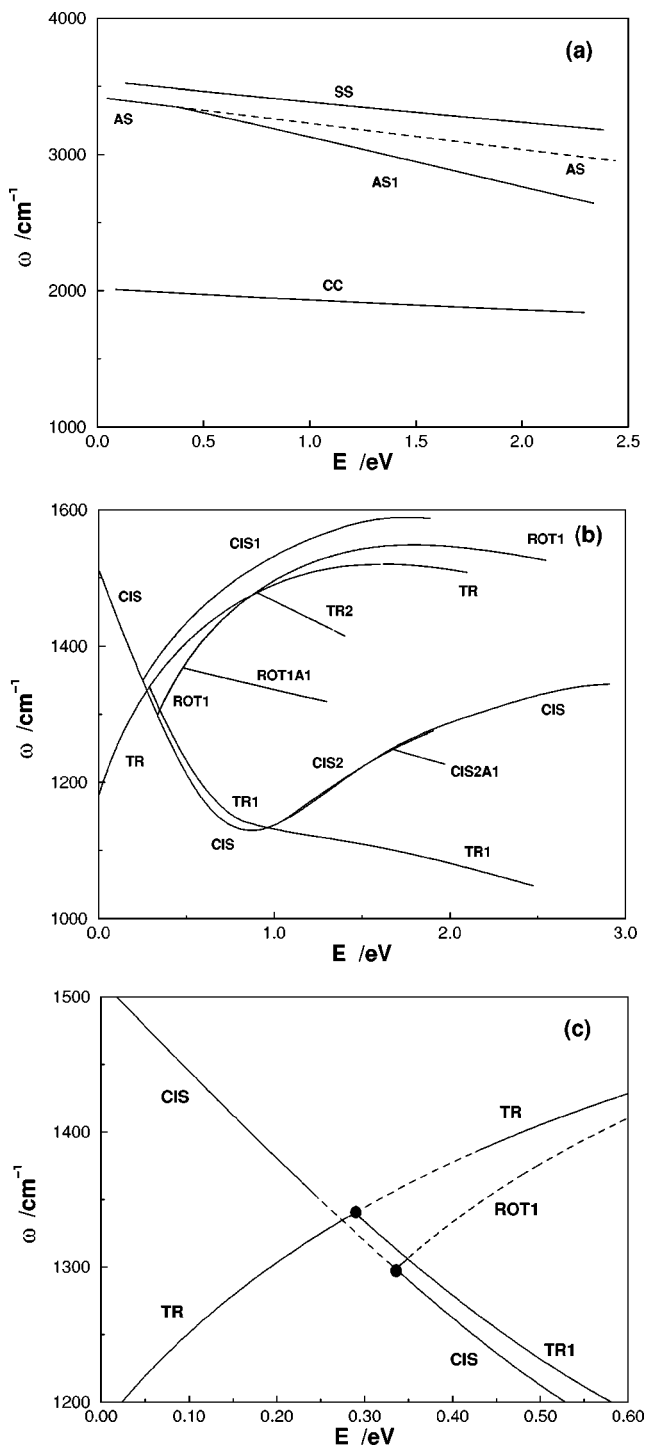 4000
(a)
SS
AS
AS
3000
AS1
ω /cm⁻¹
CC
2000
1000
0.0 0.5 1.0 1.5 2.0 2.5
E /eV
1600
(b)
CIS1
ROT1
CIS
TR
TR2
1400
ROT1A1
ROT1
CIS
ω /cm⁻¹
CIS2
TR
CIS2A1
1200
TR1
CIS
TR1
1000
0.0 1.0 2.0 3.0
E /eV
1500
(c)
CIS
TR
1400
ROT1
ω /cm⁻¹
1300
TR
TR1
CIS
1200
0.00 0.10 0.20 0.30 0.40 0.50 0.60
E /eV